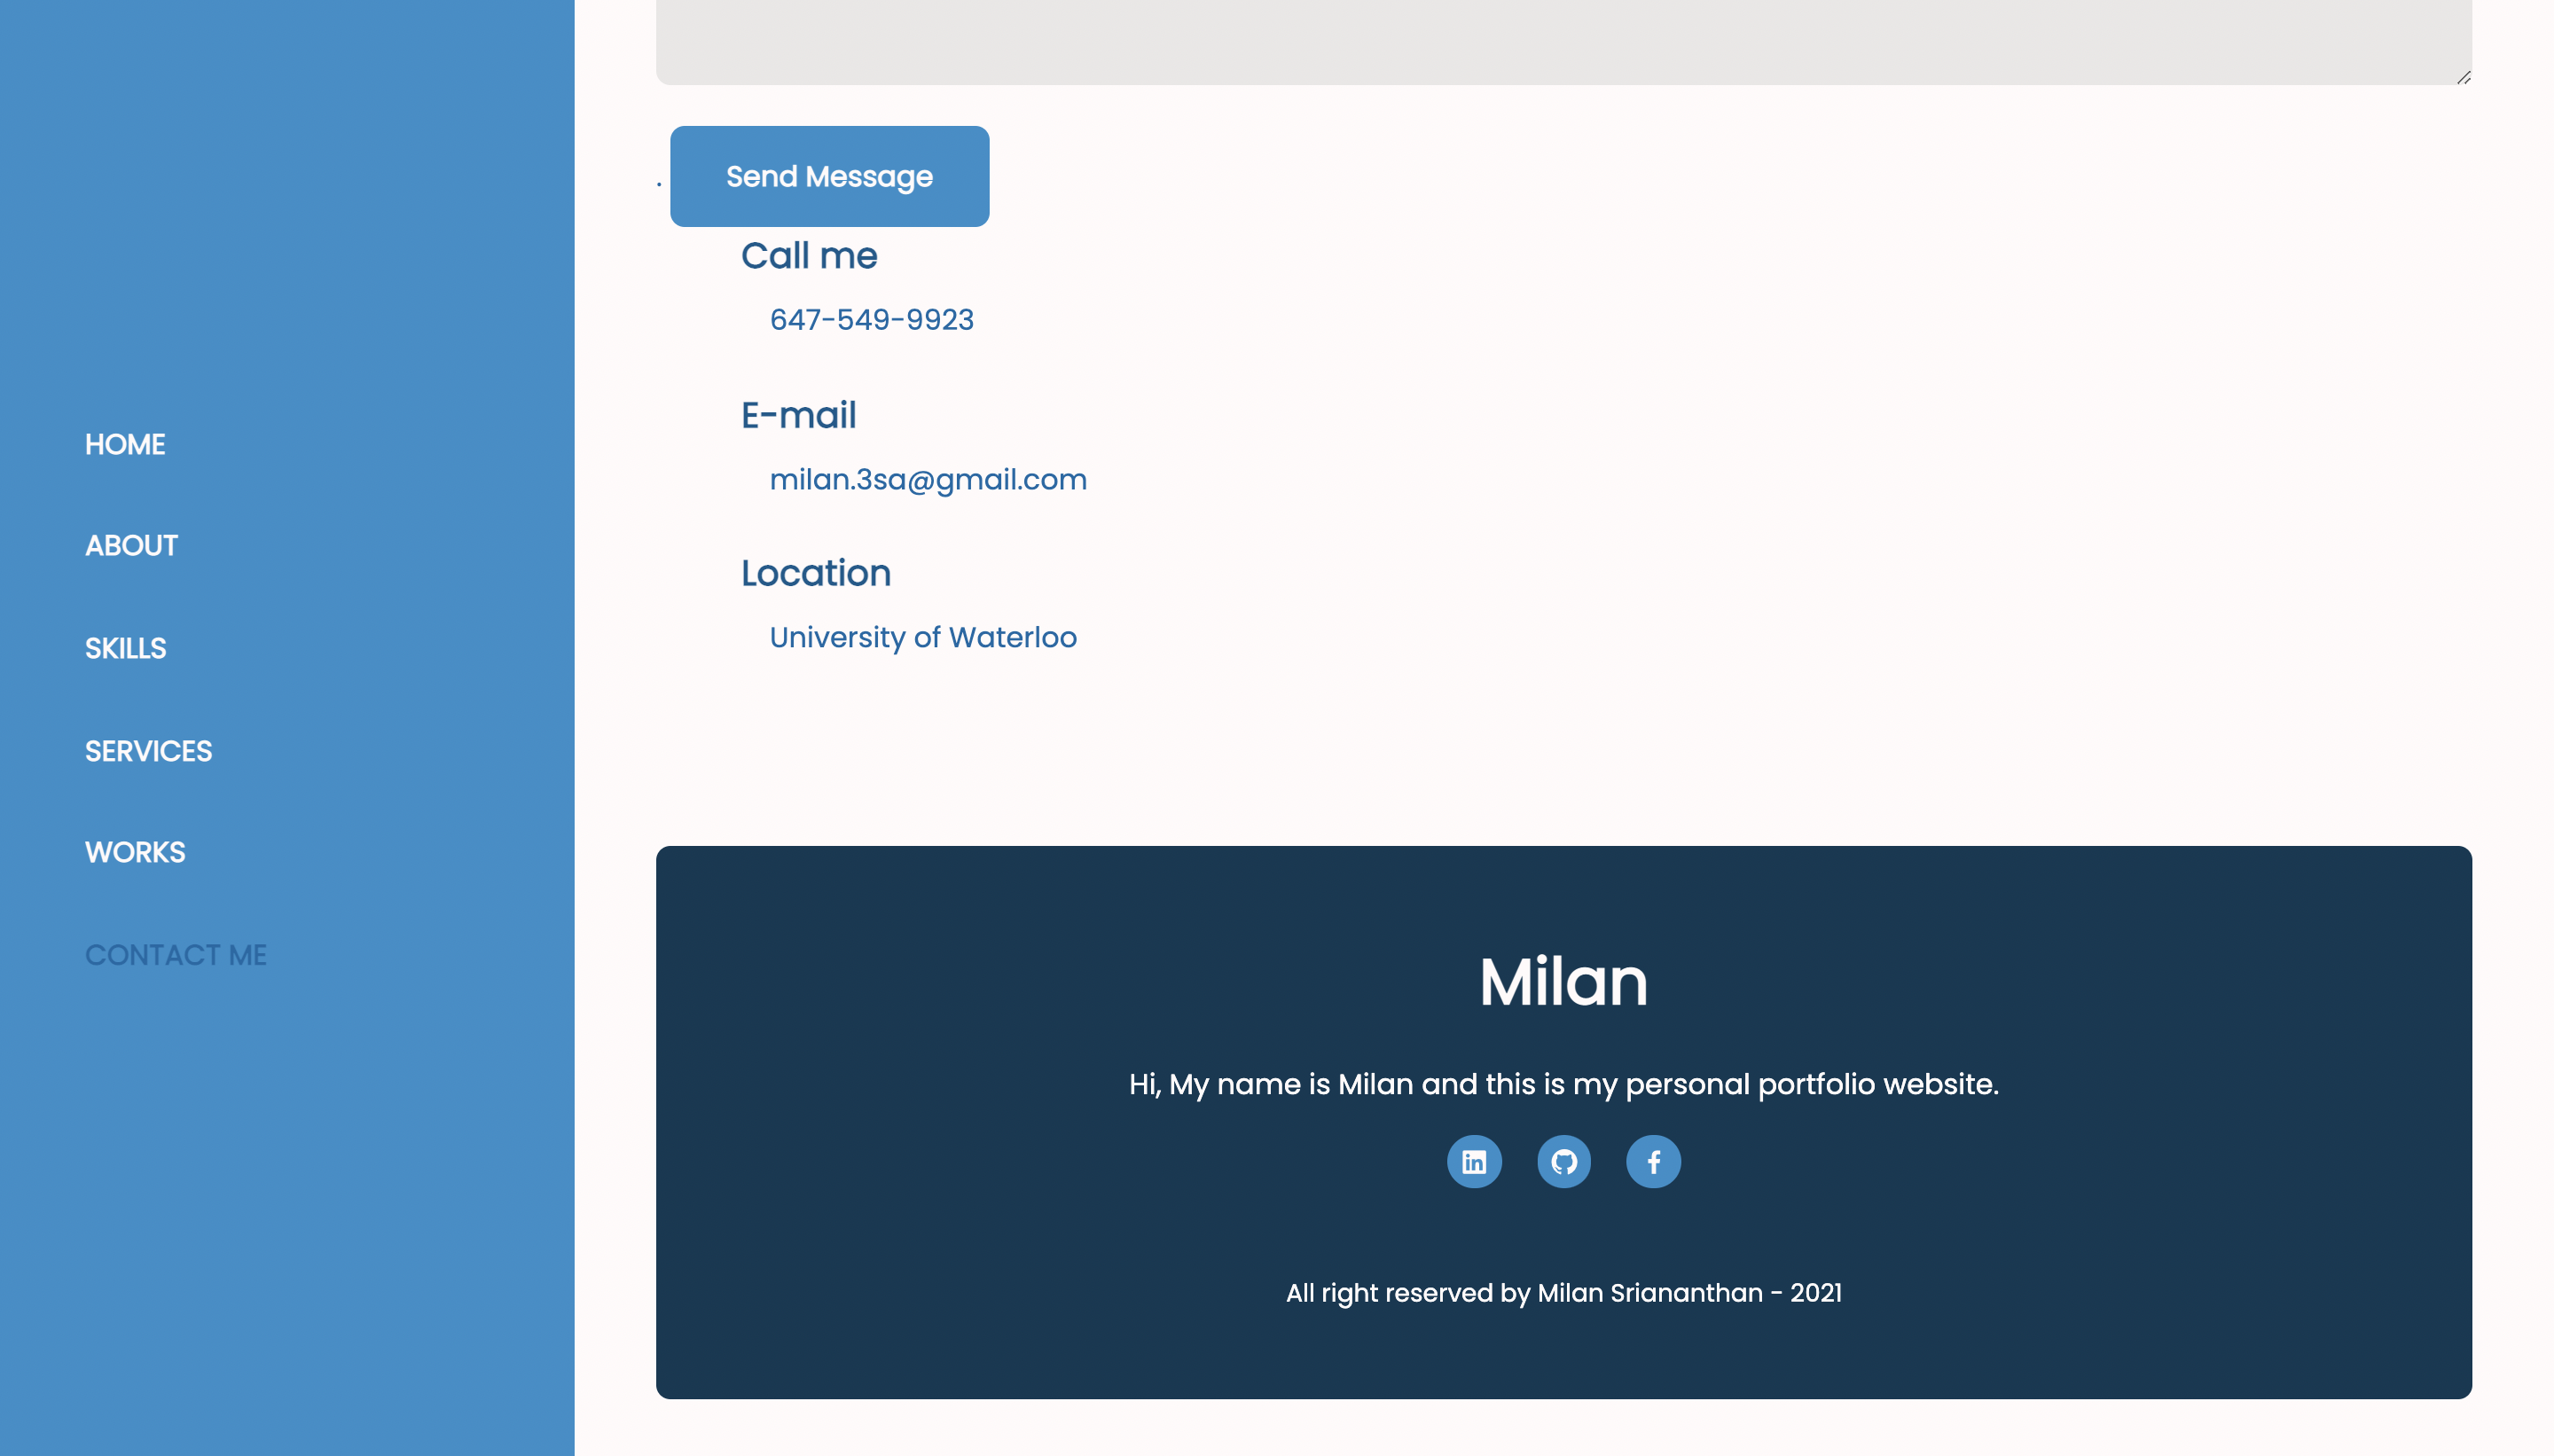 HOME
ABOUT
SKILLS
SERVICES
WORKS
CONTACT ME
. Send Message
Call me
647-549-9923
E-mail
milan.3sa@gmail.com
Location
University of Waterloo
Milan
Hi, My name is Milan and this is my personal portfolio website.
in
f
All right reserved by Milan Sriananthan - 2021